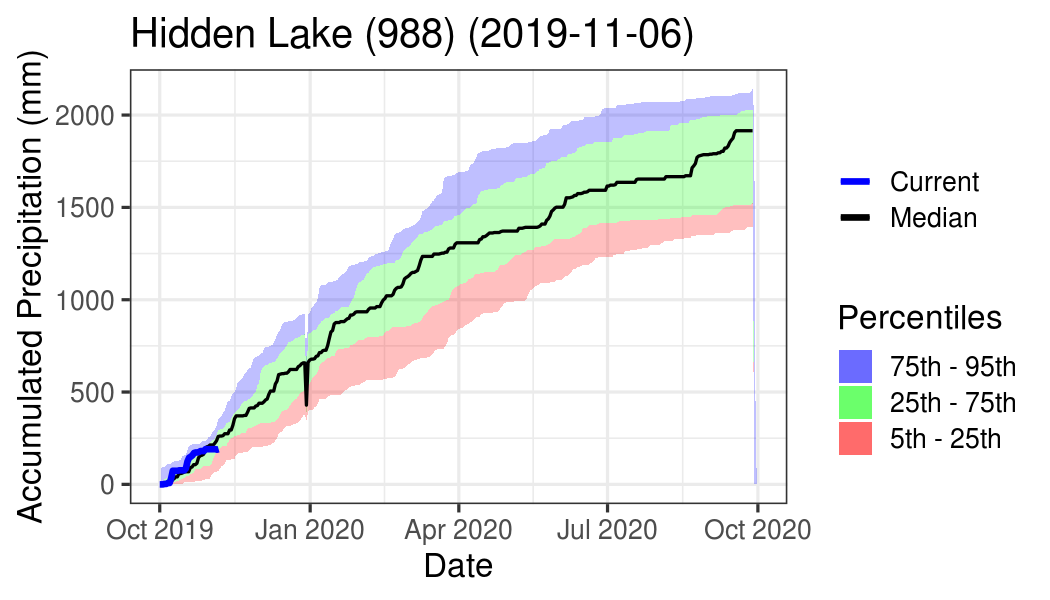 Hidden Lake (988) (2019-11-06)
Accumulated Precipitation (mm)
2000
1500
1000
500
0
Oct 2019
Jan 2020
Apr 2020
Jul 2020
Oct 2020
Date
Current
Median
Percentiles
75th - 95th
25th - 75th
5th - 25th